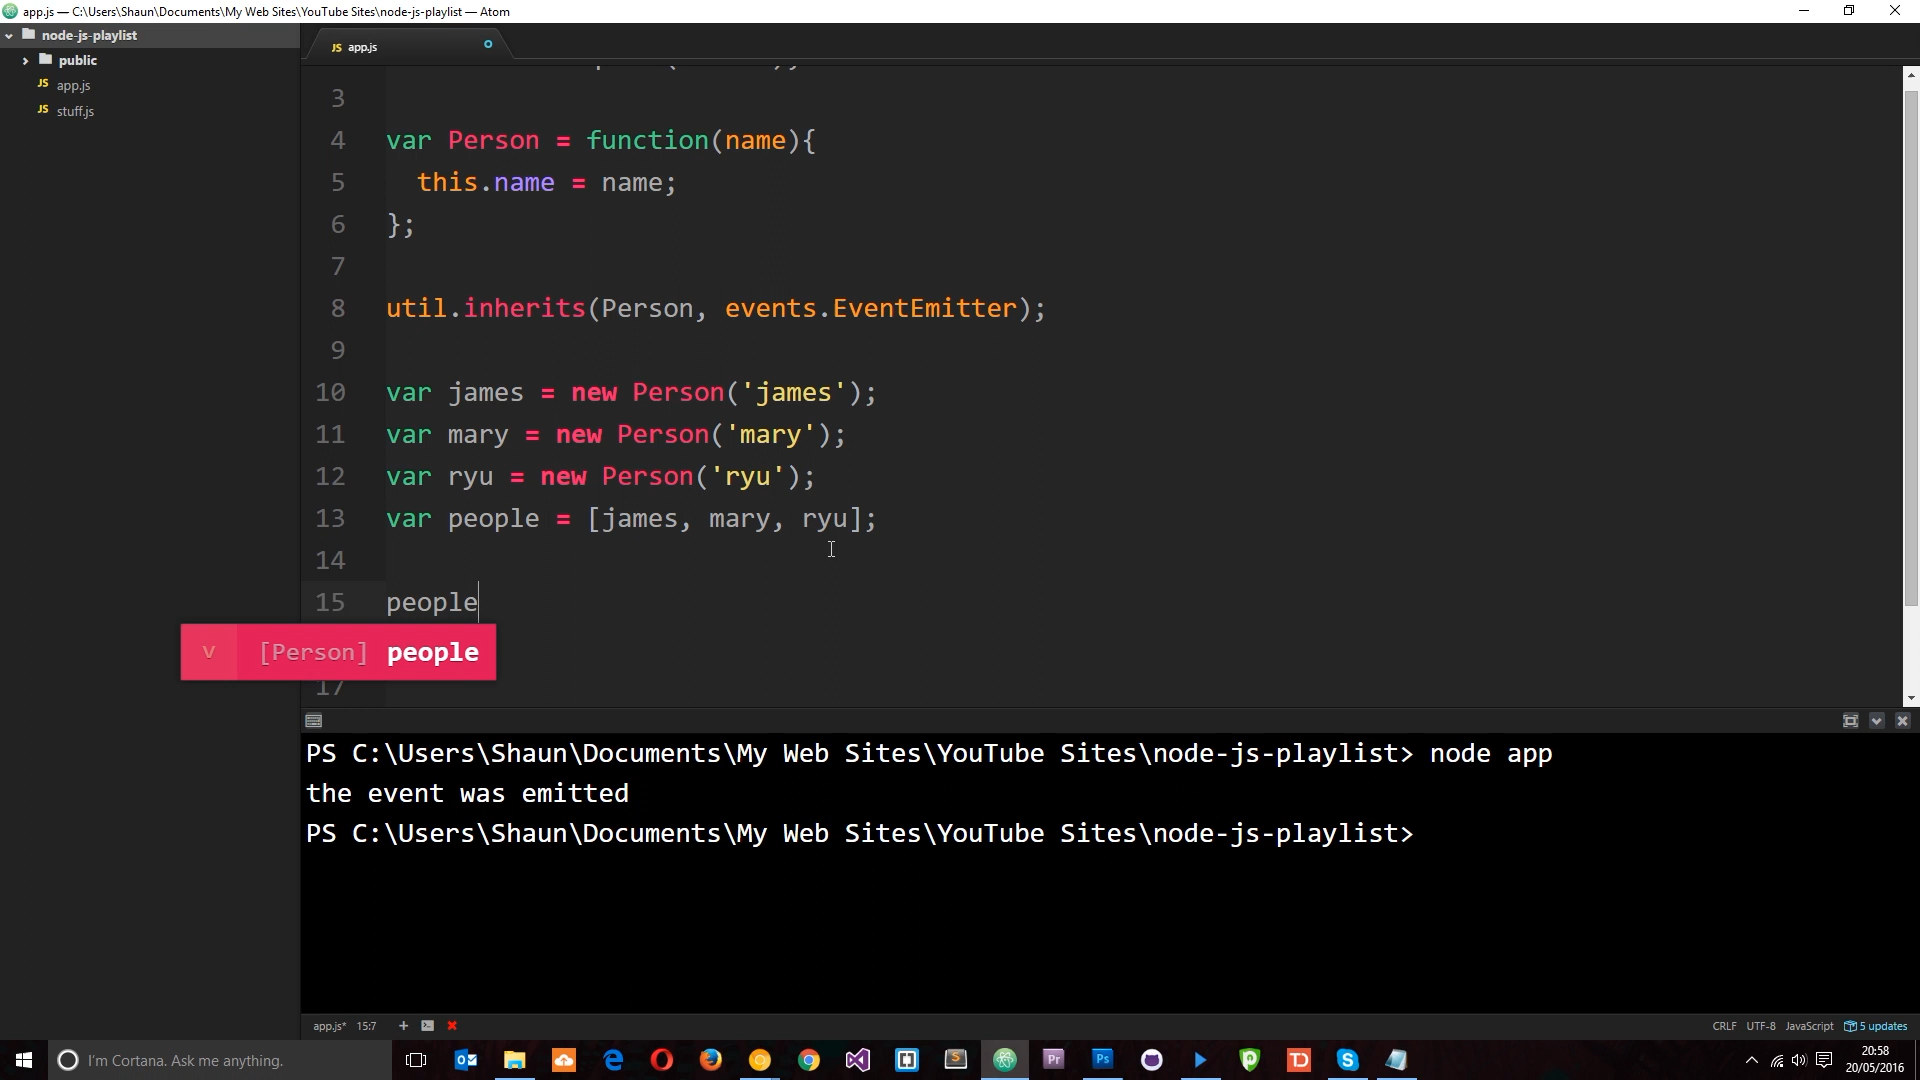 app.js — C:\Users\Shaun\Documents\My Web Sites\YouTube Sites\node-js-playlist — Atom
node-js-playlist
public
JS app.js
JS stuff.js
JS app.js
3
4 var Person = function(name){
5 this.name = name;
6 };
7
8 util.inherits(Person, events.EventEmitter);
9
10 var james = new Person('james');
11 var mary = new Person('mary');
12 var ryu = new Person('ryu');
13 var people = [james, mary, ryu];
14
15 people
v [Person] people
17
PS C:\Users\Shaun\Documents\My Web Sites\YouTube Sites\node-js-playlist> node app
the event was emitted
PS C:\Users\Shaun\Documents\My Web Sites\YouTube Sites\node-js-playlist>
app.js* 15:7
CRLF UTF-8 JavaScript 5 updates
I'm Cortana. Ask me anything.
Pr Ps TD
20:58
20/05/2016